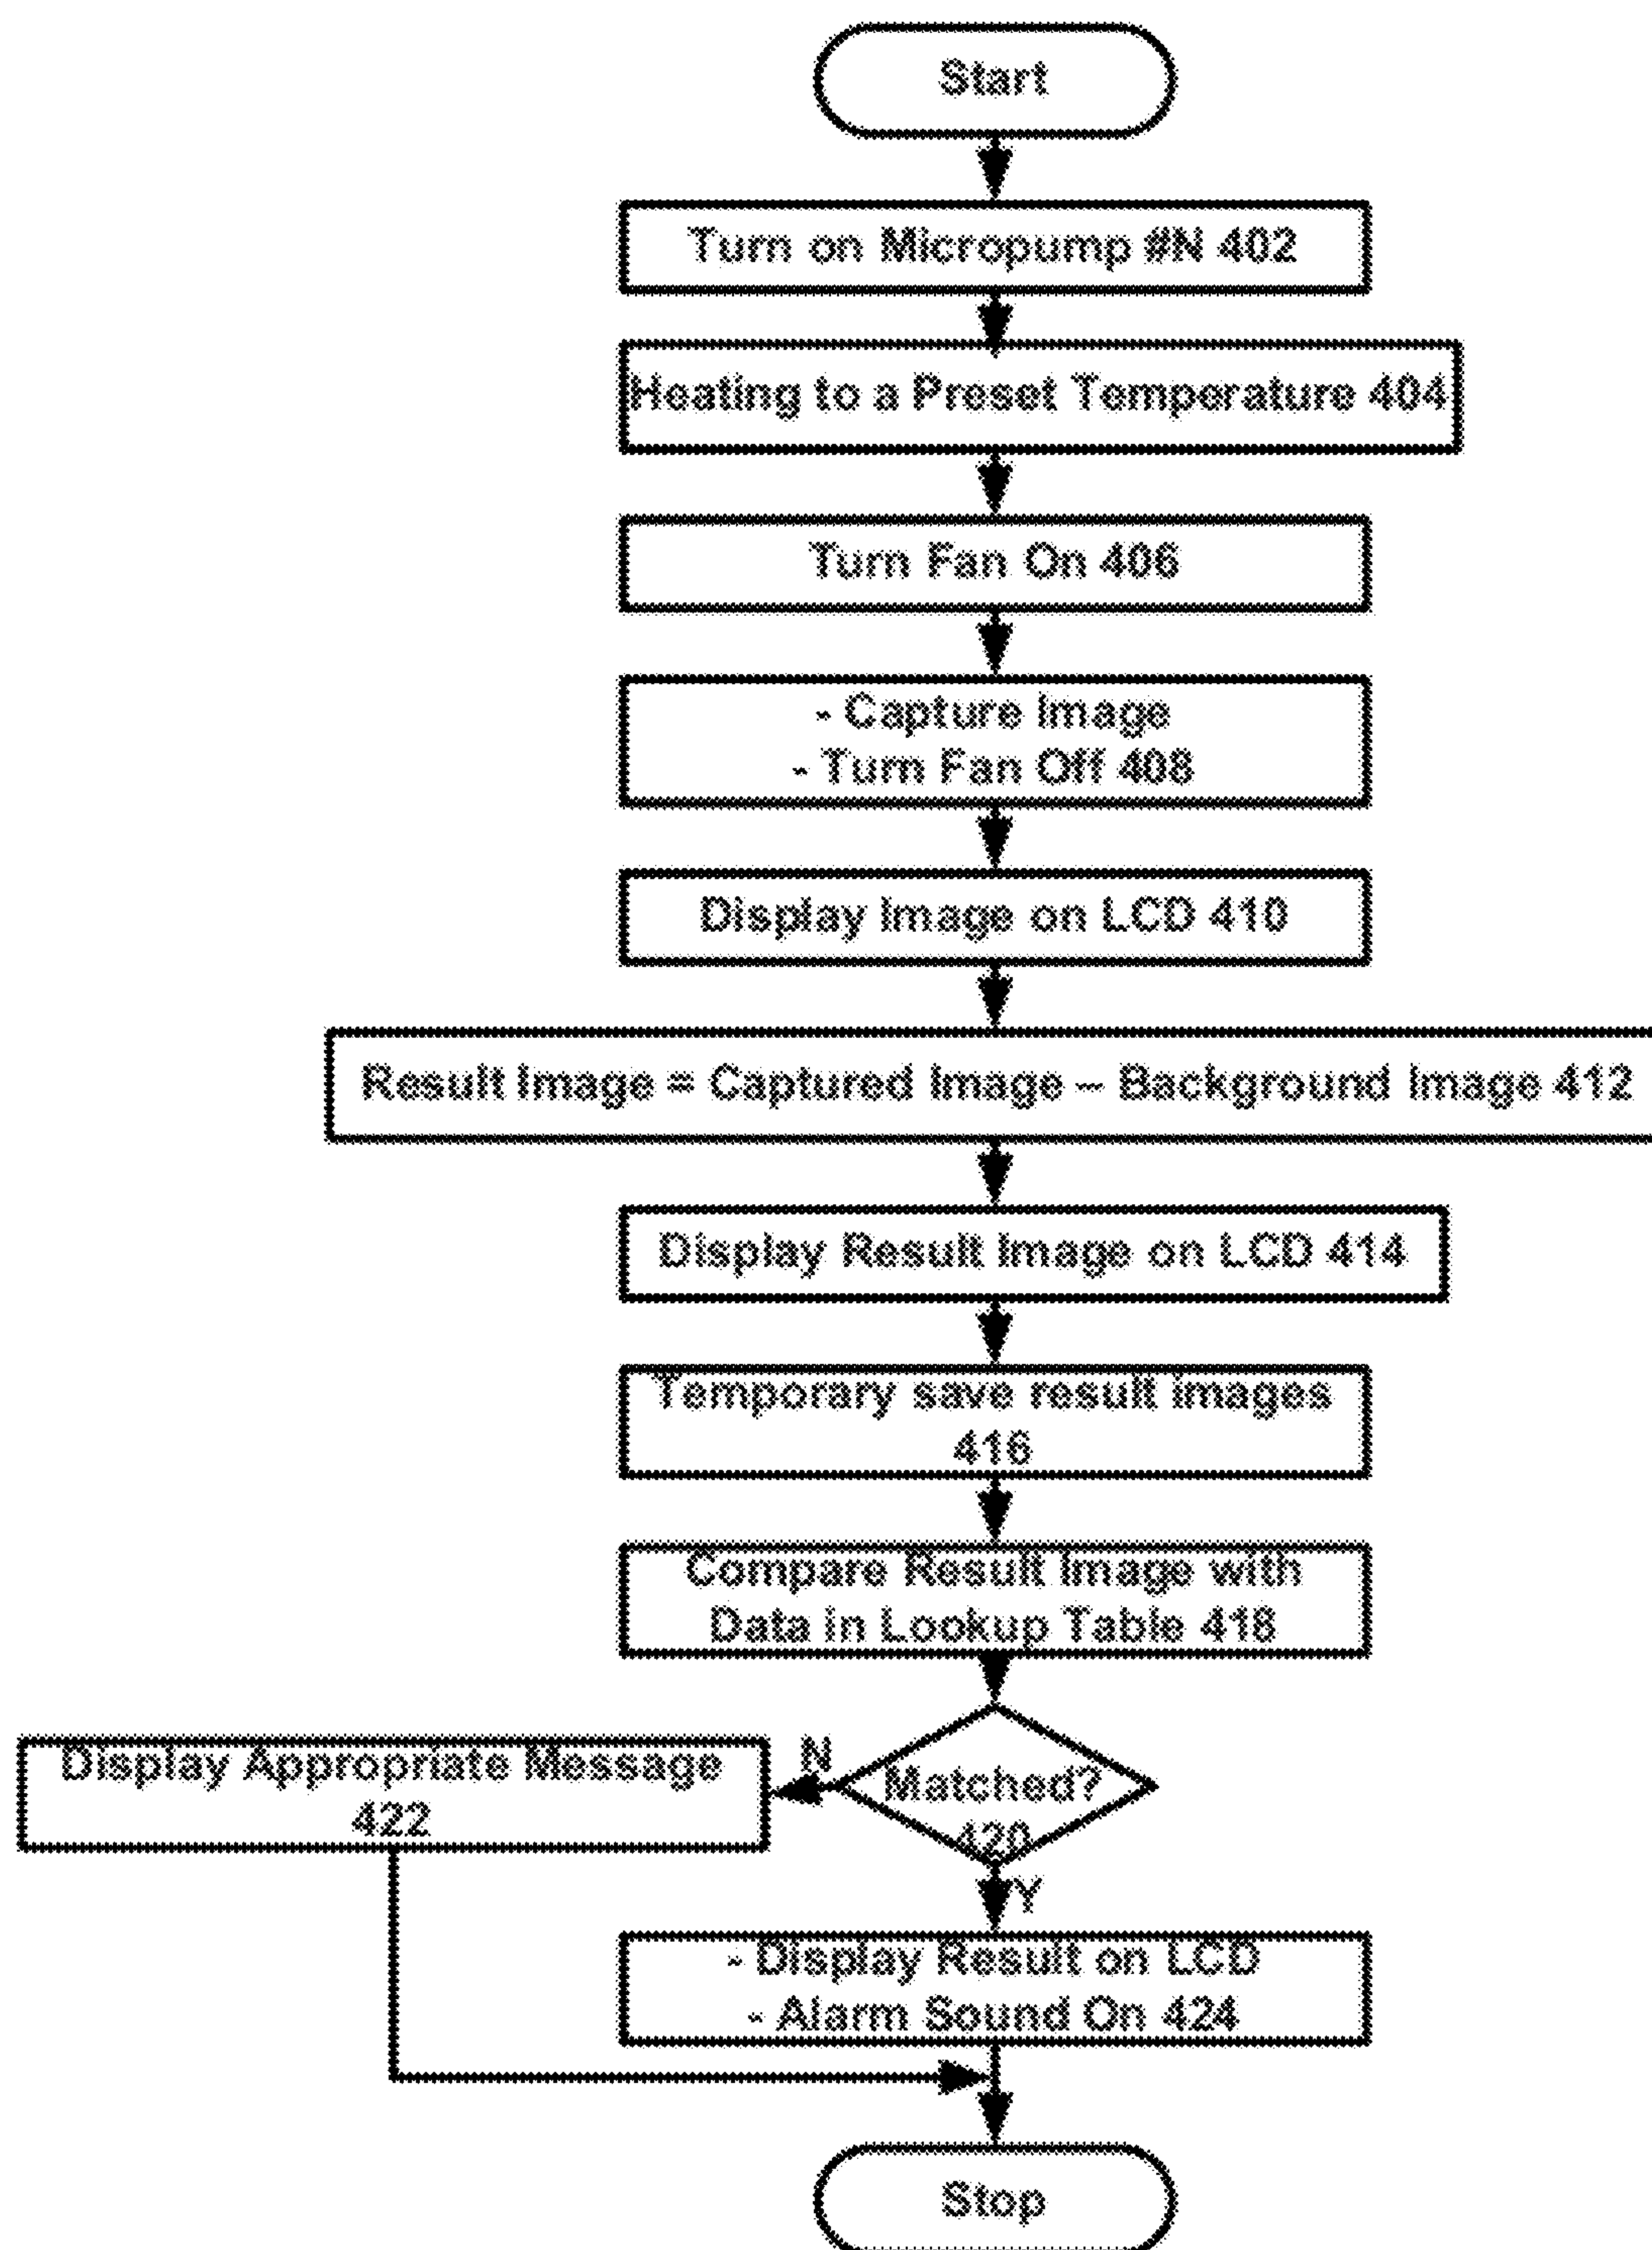 Start
Turn on Micropump #N 402
Heating to a Preset Temperature 404
Turn Fan On 406
- Capture Image
- Turn Fan Off 408
Display Image on LCD 410
Result Image = Captured Image – Background Image 412
Display Result Image on LCD 414
Temporary save result images
416
Compare Result Image with
Data in Lookup Table 418
Display Appropriate Message
422
N
Matched?
420
Y
- Display Result on LCD
- Alarm Sound On 424
Stop